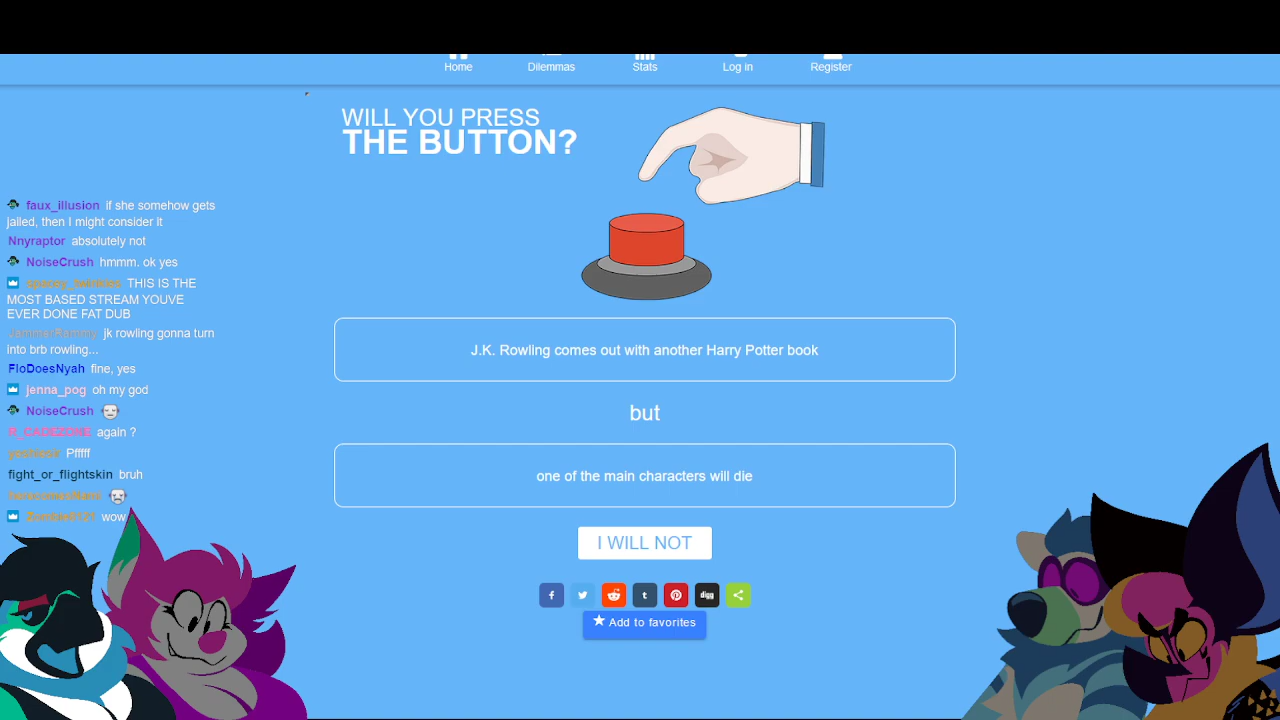 Home
Dilemmas
Stats
Log in
Register
WILL YOU PRESS
THE BUTTON?
faux_illusion if she somehow gets
jailed, then I might consider it
Nnyraptor absolutely not
NoiseCrush hmmm. ok yes
THIS IS THE
MOST BASED STREAM YOUVE
EVER DONE FAT DUB
jk rowling gonna turn
into brb rowling...
FloDoesNyah fine, yes
jenna_pog oh my god
NoiseCrush
again ?
Pfffff
fight_or_flightskin bruh
wow
J.K. Rowling comes out with another Harry Potter book
but
one of the main characters will die
I WILL NOT
f
t
digg
Add to favorites